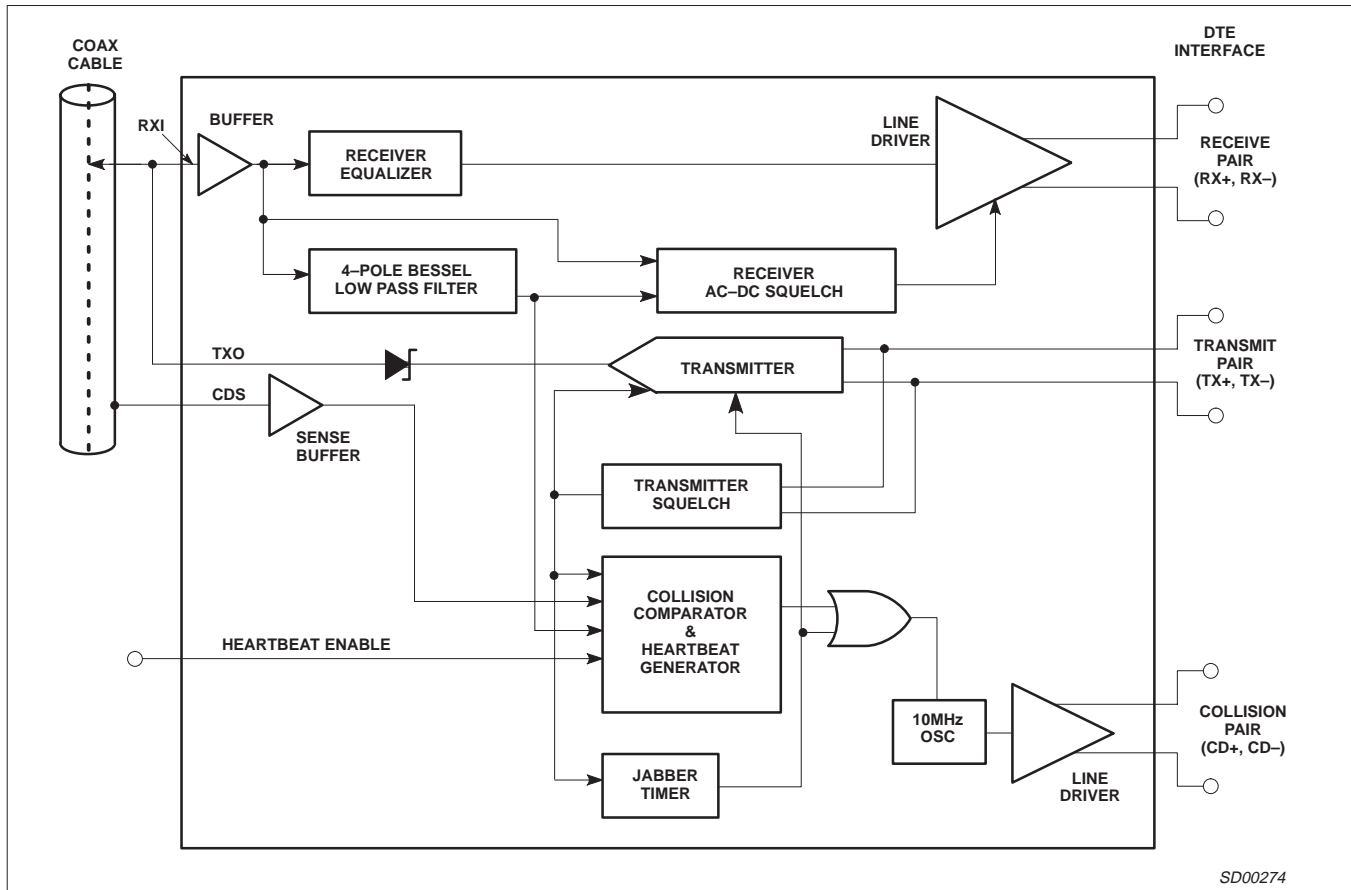 COAX
CABLE
DTE
INTERFACE
RXI
BUFFER
LINE
DRIVER
RECEIVER
EQUALIZER
RECEIVE
PAIR
(RX+, RX–)
4–POLE BESSEL
LOW PASS FILTER
RECEIVER
AC–DC SQUELCH
TXO
TRANSMITTER
TRANSMIT
PAIR
(TX+, TX–)
CDS
SENSE
BUFFER
TRANSMITTER
SQUELCH
COLLISION
COMPARATOR
&
HEARTBEAT
GENERATOR
HEARTBEAT ENABLE
10MHz
OSC
COLLISION
PAIR
(CD+, CD–)
JABBER
TIMER
LINE
DRIVER
SD00274